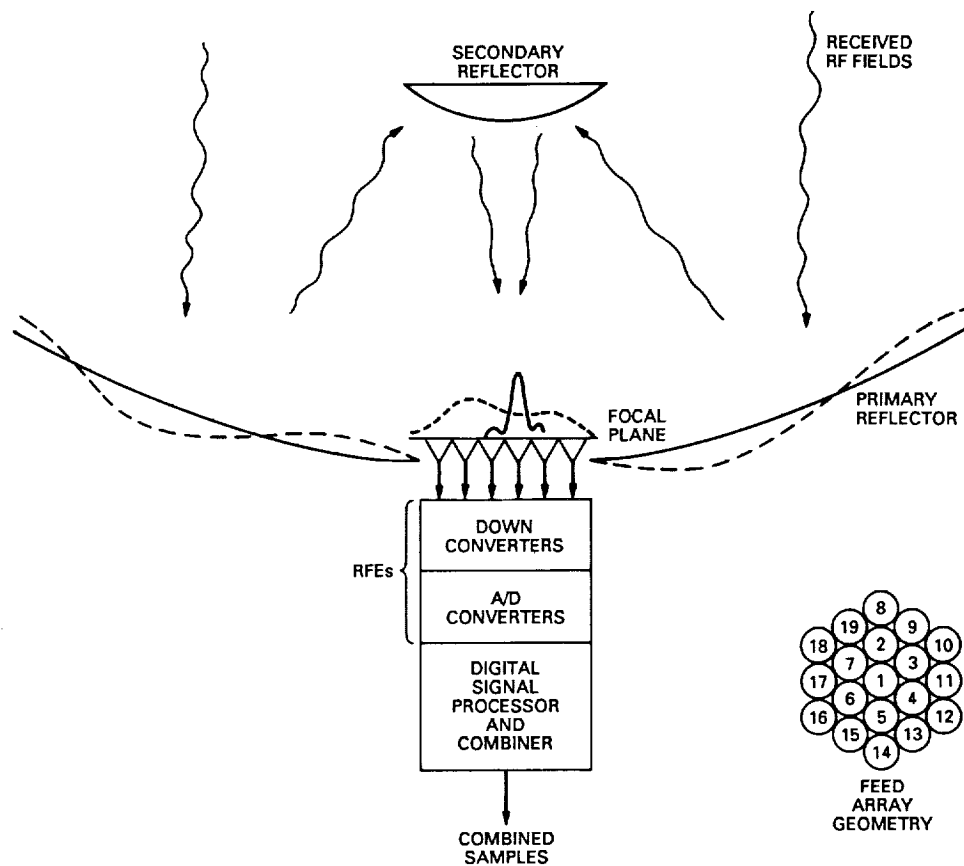 SECONDARY
REFLECTOR
RECEIVED
RF FIELDS
FOCAL
PLANE
PRIMARY
REFLECTOR
RFEs
DOWN
CONVERTERS
A/D
CONVERTERS
DIGITAL
SIGNAL
PROCESSOR
AND
COMBINER
COMBINED
SAMPLES
8
19 9
18 2 10
7 3
17 1 11
6 4
16 5 12
15 13
14
FEED
ARRAY
GEOMETRY